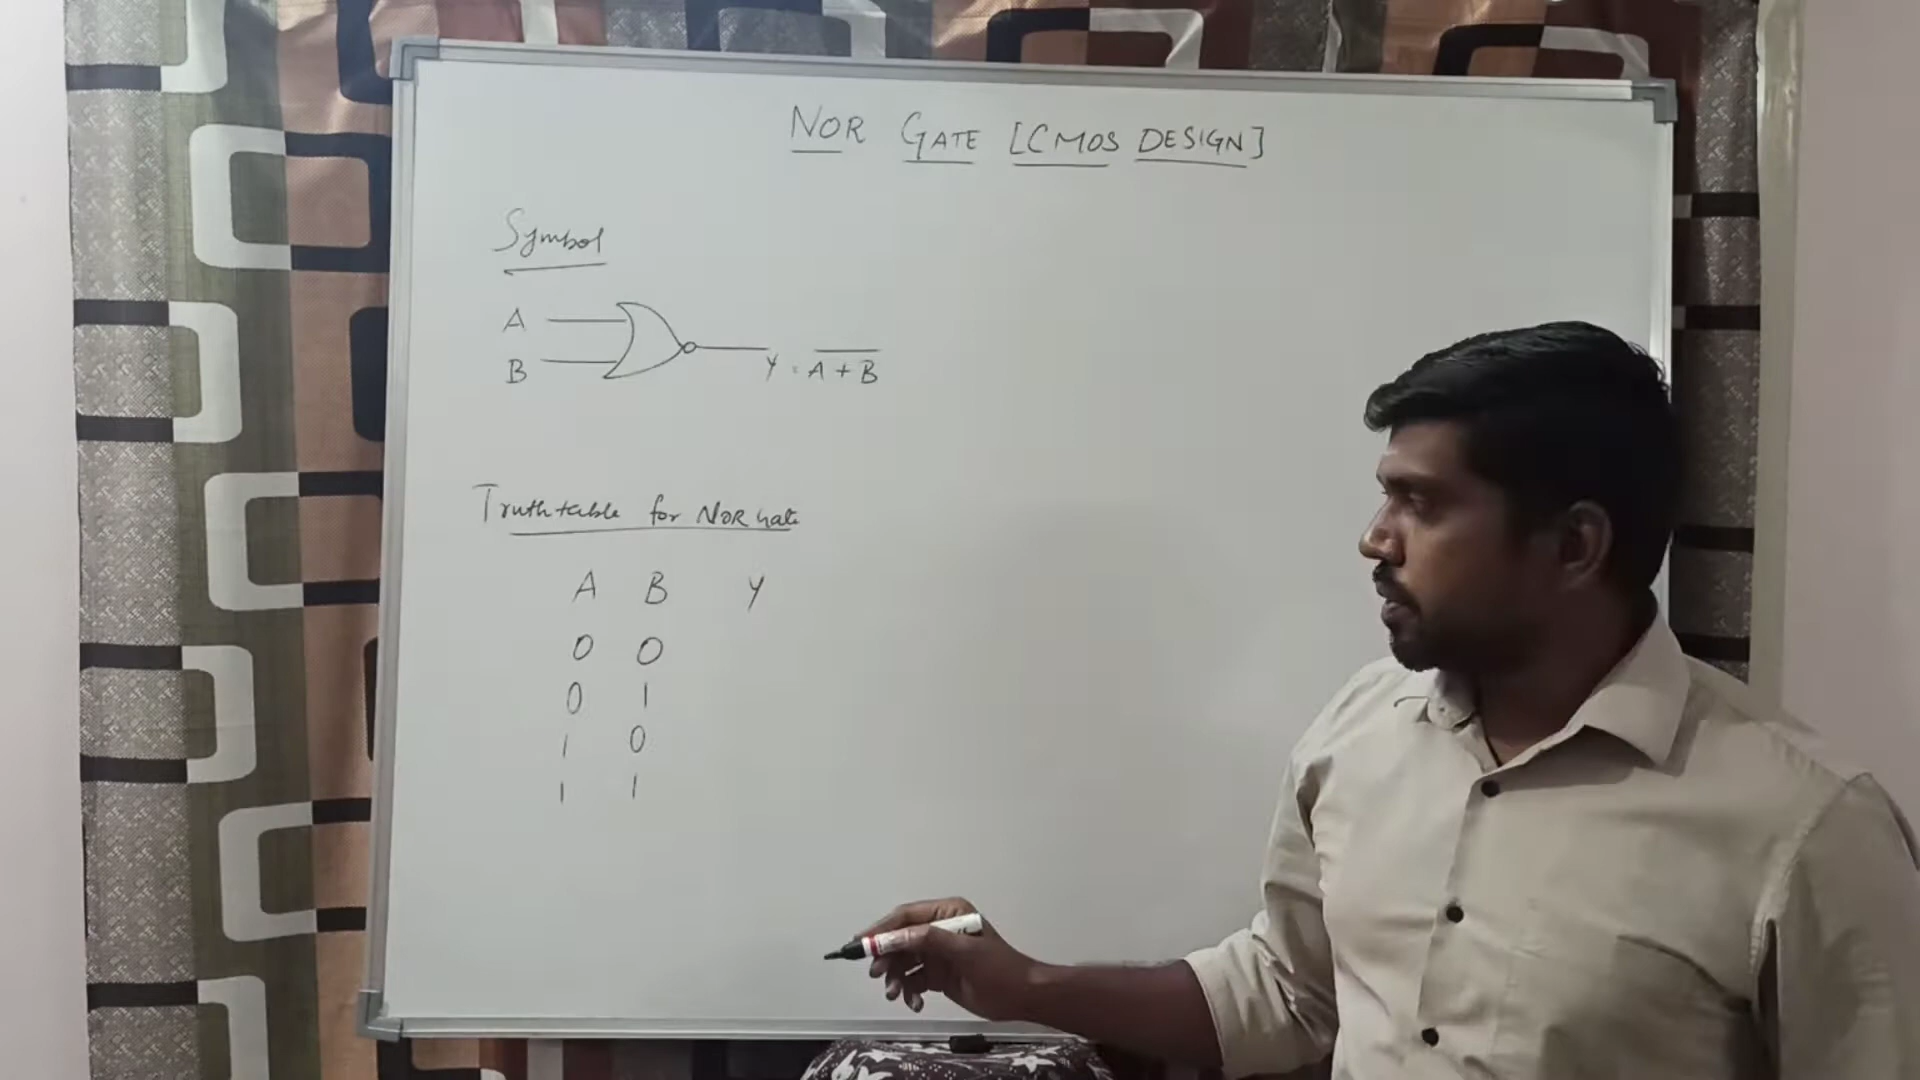 NOR GATE [CMOS DESIGN]
Symbol
A
B
Y = A + B
Truth table for NOR gate
A B Y
0 0
0 1
1 0
1 1